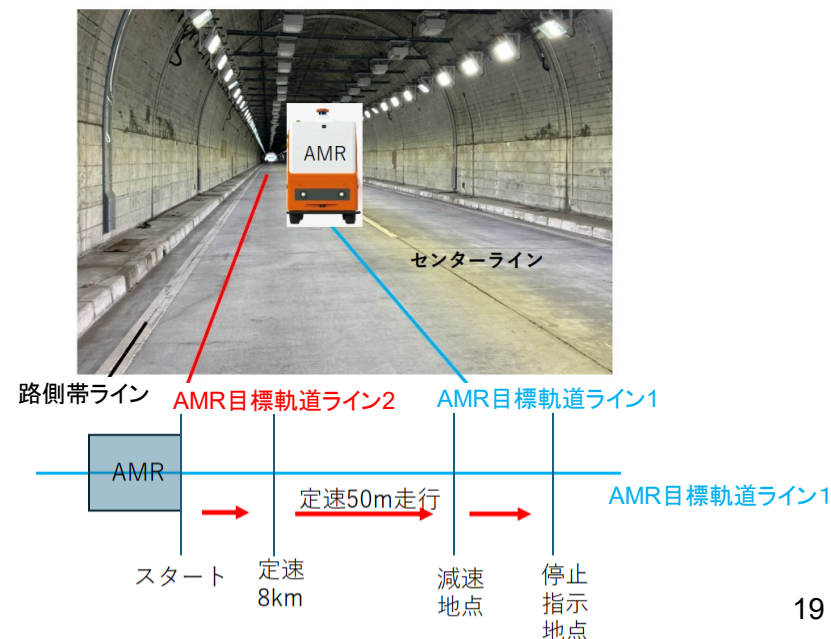 AMR
センターライン
路側帯ライン
AMR目標軌道ライン2
AMR目標軌道ライン1
AMR
定速50m走行
AMR目標軌道ライン1
スタート
定速
8km
減速
地点
停止
指示
地点
19